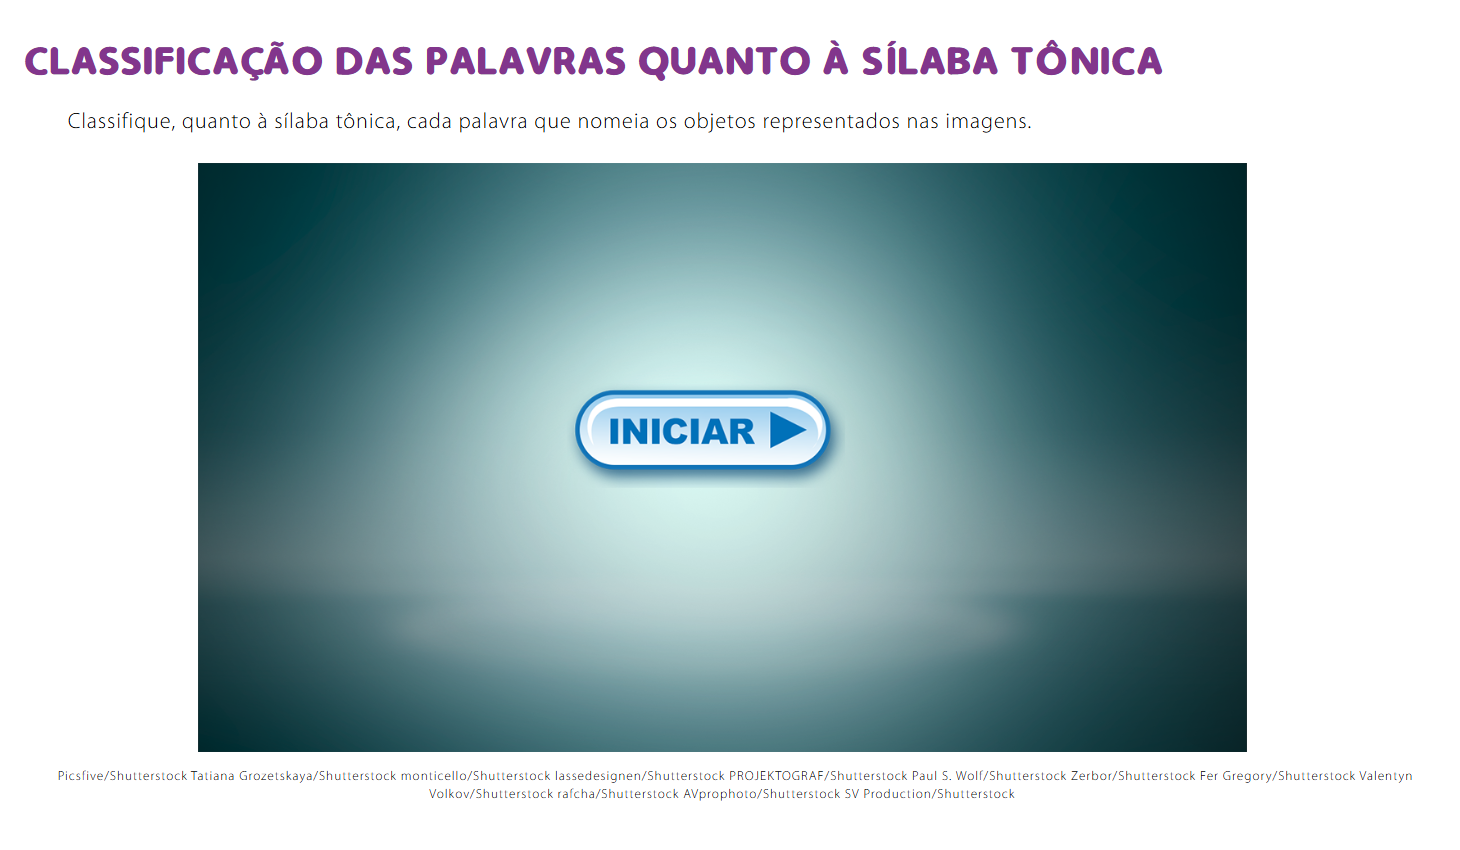 CLASSIFICAÇÃO DAS PALAVRAS QUANTO À SÍLABA TÔNICA
Classifique, quanto à sílaba tônica, cada palavra que nomeia os objetos representados nas imagens.
INICIAR
Picsfive/Shutterstock Tatiana Grozetskaya/Shutterstock monticello/Shutterstock lassedesignen/Shutterstock PROJEKTOGRAF/Shutterstock Paul S. Wolf/Shutterstock Zerbor/Shutterstock Fer Gregory/Shutterstock Valentyn
Volkov/Shutterstock rafcha/Shutterstock AVprophoto/Shutterstock SV Production/Shutterstock